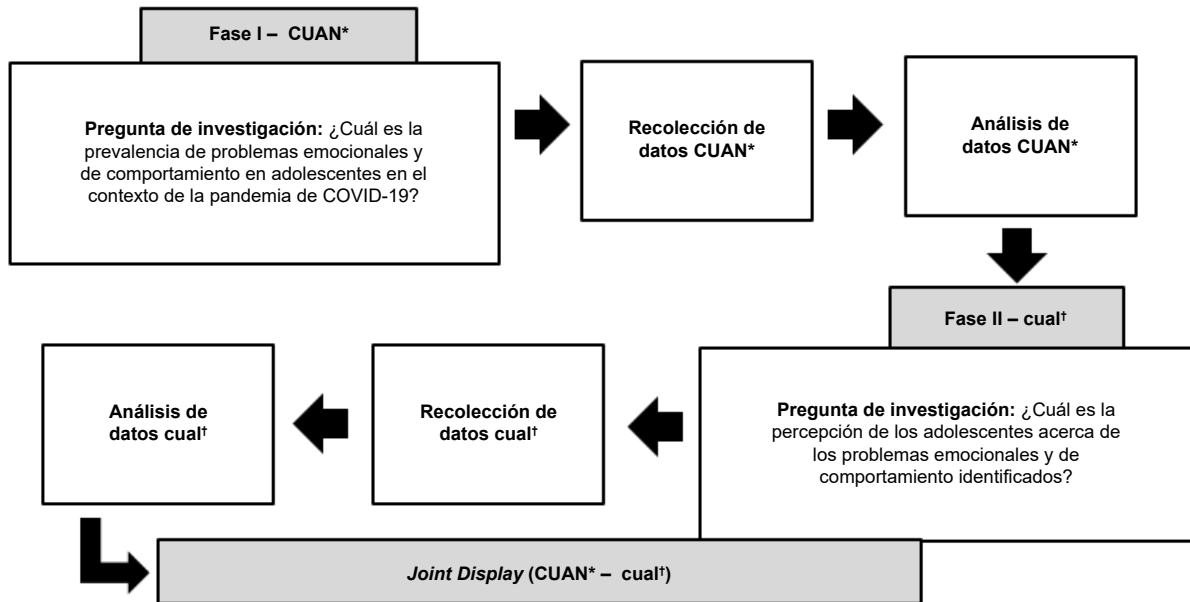 Fase I – CUAN*
Pregunta de investigación: ¿Cuál es la
prevalencia de problemas emocionales y
de comportamiento en adolescentes en el
contexto de la pandemia de COVID-19?
Recolección de
datos CUAN*
Análisis de
datos CUAN*
Fase II – cual†
Pregunta de investigación: ¿Cuál es la
percepción de los adolescentes acerca de
los problemas emocionales y de
comportamiento identificados?
Recolección de
datos cual†
Análisis de
datos cual†
Joint Display (CUAN* – cual†)